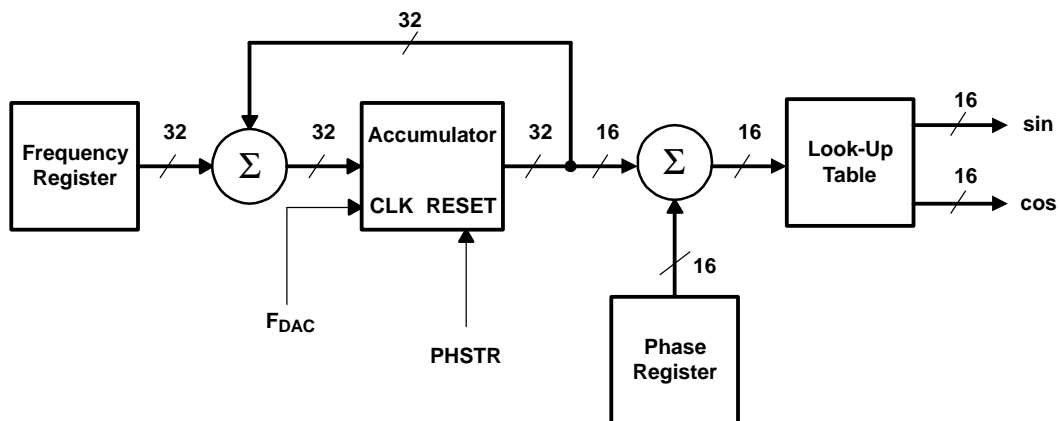 32
Frequency
Register
32
Σ
32
Accumulator
CLK RESET
32
16
Σ
16
Look-Up
Table
16
sin
16
cos
16
FDAC
PHSTR
Phase
Register